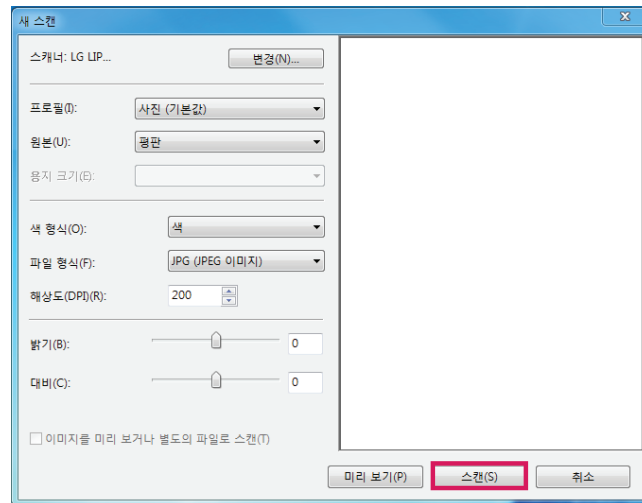 새 스캔
스캐너: LG LIP...
변경(N)...
프로필(I):
사진 (기본값)
원본(U):
평판
용지 크기(E):
색 형식(O):
색
파일 형식(F):
JPG (JPEG 이미지)
해상도(DPI)(R):
200
밝기(B):
0
대비(C):
0
이미지를 미리 보거나 별도의 파일로 스캔(T)
미리 보기(P)
스캔(S)
취소